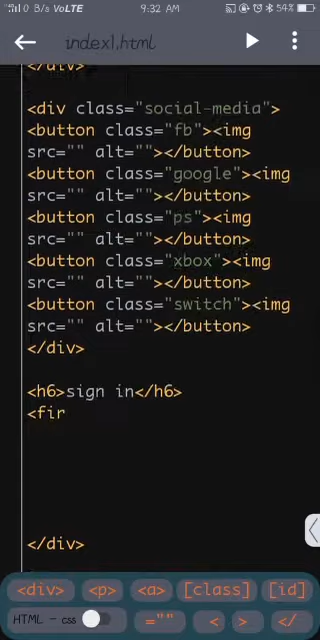 0 B/s VoLTE 9:32 AM 54%
index1.html
</div>
<div class="social-media">
<button class="fb"><img
src="" alt=""></button>
<button class="google"><img
src="" alt=""></button>
<button class="ps"><img
src="" alt=""></button>
<button class="xbox"><img
src="" alt=""></button>
<button class="switch"><img
src="" alt=""></button>
</div>
<h6>sign in</h6>
<fir
</div>
<div> <p> <a> [class] [id]
HTML - css ="" < > </